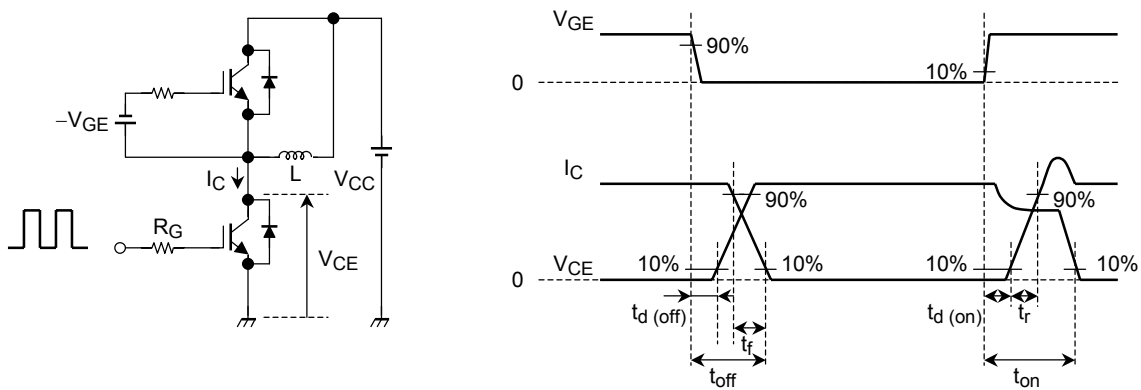 −VGE
L
IC
VCC
RG
VCE
VGE
90%
10%
0
IC
90%
90%
VCE
10%
10%
10%
10%
0
td (off)
td (on)
tr
tf
toff
ton